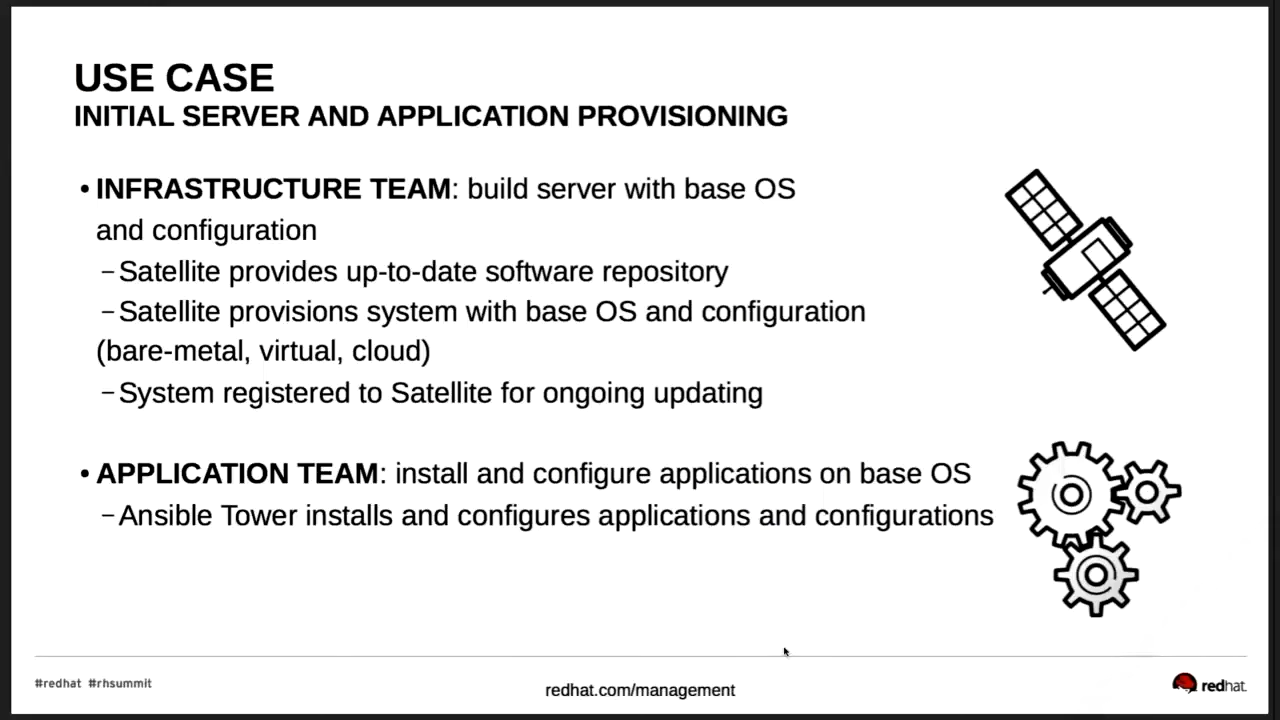 USE CASE
INITIAL SERVER AND APPLICATION PROVISIONING
• INFRASTRUCTURE TEAM: build server with base OS
and configuration
–Satellite provides up-to-date software repository
–Satellite provisions system with base OS and configuration
(bare-metal, virtual, cloud)
–System registered to Satellite for ongoing updating
• APPLICATION TEAM: install and configure applications on base OS
–Ansible Tower installs and configures applications and configurations
#redhat #rhsummit
redhat.com/management
redhat.